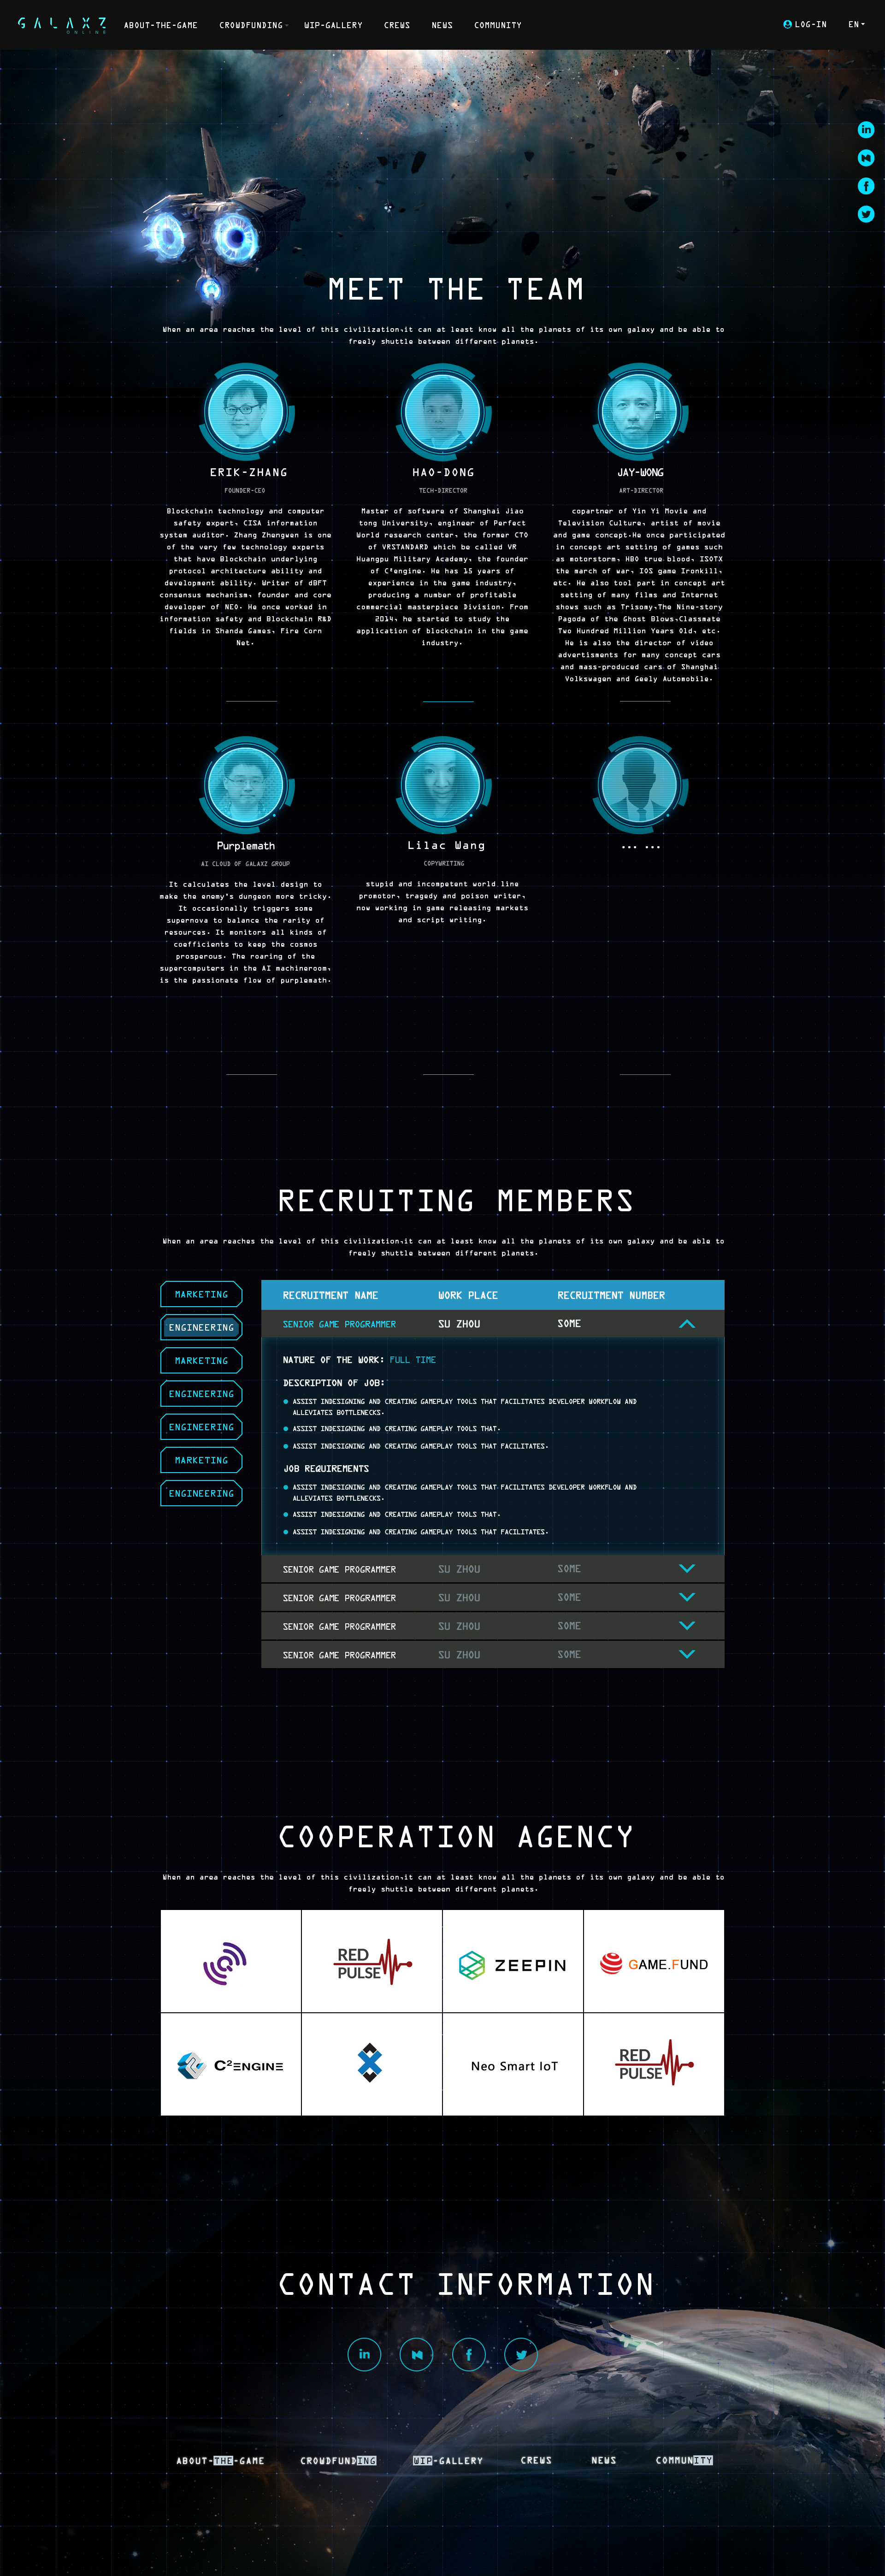 GALAXZ
ONLINE
ABOUT-THE-GAME
CROWDFUNDING
WIP-GALLERY
CREWS
NEWS
COMMUNITY
LOG-IN
EN
MEET THE TEAM
When an area reaches the level of this civilization,it can at least know all the planets of its own galaxy and be able to
freely shuttle between different planets.
ERIK-ZHANG
FOUNDER-CEO
Blockchain technology and computer
safety expert, CISA information
system auditor. Zhang Zhengwen is one
of the very few technology experts
that have Blockchain underlying
protocol architecture ability and
development ability. Writer of dBFT
consensus mechanism, founder and core
developer of NEO. He once worked in
information safety and Blockchain R&D
fields in Shanda Games, Fire Corn
Net.
HAO-DONG
TECH-DIRECTOR
Master of software of Shanghai Jiao
tong University, engineer of Perfect
World research center, the former CTO
of VRSTANDARD which be called VR
Huangpu Military Academy, the founder
of C²engine. He has 15 years of
experience in the game industry,
producing a number of profitable
commercial masterpiece Division. From
2014, he started to study the
application of blockchain in the game
industry.
JAY-WONG
ART-DIRECTOR
copartner of Yin Yi Movie and
Television Culture, artist of movie
and game concept.He once participated
in concept art setting of games such
as motorstorm, HBO true blood, ISOTX
the march of war, IOS game Ironkill,
etc. He also tool part in concept art
setting of many films and Internet
shows such as Trisomy,The Nine-story
Pagoda of the Ghost Blows,Classmate
Two Hundred Million Years Old, etc.
He is also the director of video
advertisments for many concept cars
and mass-produced cars of Shanghai
Volkswagen and Geely Automobile.
Purplemath
AI CLOUD OF GALAXZ GROUP
It calculates the level design to
make the enemy's dungeon more tricky.
It occasionally triggers some
supernova to balance the rarity of
resources. It monitors all kinds of
coefficients to keep the cosmos
prosperous. The roaring of the
supercomputers in the AI machineroom,
is the passionate flow of purplemath.
Lilac Wang
COPYWRITING
stupid and incompetent world line
promotor, tragedy and poison writer,
now working in game releasing markets
and script writing.
... ...
RECRUITING MEMBERS
When an area reaches the level of this civilization,it can at least know all the planets of its own galaxy and be able to
freely shuttle between different planets.
MARKETING
ENGINEERING
MARKETING
ENGINEERING
ENGINEERING
MARKETING
ENGINEERING
RECRUITMENT NAME WORK PLACE RECRUITMENT NUMBER
SENIOR GAME PROGRAMMER SU ZHOU SOME
NATURE OF THE WORK: FULL TIME
DESCRIPTION OF JOB:
ASSIST INDESIGNING AND CREATING GAMEPLAY TOOLS THAT FACILITATES DEVELOPER WORKFLOW AND
ALLEVIATES BOTTLENECKS.
ASSIST INDESIGNING AND CREATING GAMEPLAY TOOLS THAT.
ASSIST INDESIGNING AND CREATING GAMEPLAY TOOLS THAT FACILITATES.
JOB REQUIREMENTS
ASSIST INDESIGNING AND CREATING GAMEPLAY TOOLS THAT FACILITATES DEVELOPER WORKFLOW AND
ALLEVIATES BOTTLENECKS.
ASSIST INDESIGNING AND CREATING GAMEPLAY TOOLS THAT.
ASSIST INDESIGNING AND CREATING GAMEPLAY TOOLS THAT FACILITATES.
SENIOR GAME PROGRAMMER SU ZHOU SOME
SENIOR GAME PROGRAMMER SU ZHOU SOME
SENIOR GAME PROGRAMMER SU ZHOU SOME
SENIOR GAME PROGRAMMER SU ZHOU SOME
COOPERATION AGENCY
When an area reaches the level of this civilization,it can at least know all the planets of its own galaxy and be able to
freely shuttle between different planets.
RED
PULSE
ZEEPIN
GAME.FUND
C²ENGINE
Neo Smart IoT
RED
PULSE
CONTACT INFORMATION
ABOUT-THE-GAME
CROWDFUNDING
WIP-GALLERY
CREWS
NEWS
COMMUNITY